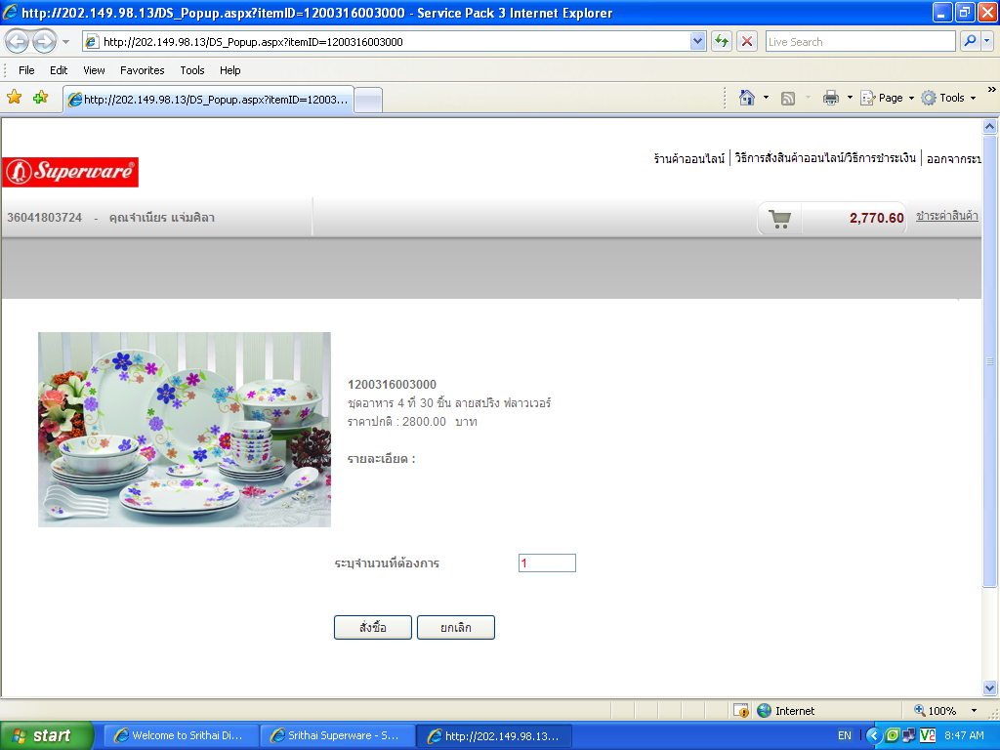 http://202.149.98.13/DS_Popup.aspx?itemID=1200316003000 - Service Pack 3 Internet Explorer
http://202.149.98.13/DS_Popup.aspx?itemID=1200316003000
Live Search
File Edit View Favorites Tools Help
http://202.149.98.13/DS_Popup.aspx?itemID=12003...
Page Tools »
ร้านค้าออนไลน์ | วิธีการสั่งสินค้าออนไลน์/วิธีการชำระเงิน | ออกจากระบ
Superware®
36041803724 - คุณจำเนียร แจ่มศิลา
2,770.60 ชำระค่าสินค้า
1200316003000
ชุดอาหาร 4 ที่ 30 ชิ้น ลายสปริง ฟลาวเวอร์
ราคาปกติ : 2800.00 บาท
รายละเอียด :
ระบุจำนวนที่ต้องการ 1
สั่งซื้อ ยกเลิก
Internet 100%
start Welcome to Srithai Di... Srithai Superware - S... http://202.149.98.13... EN 8:47 AM